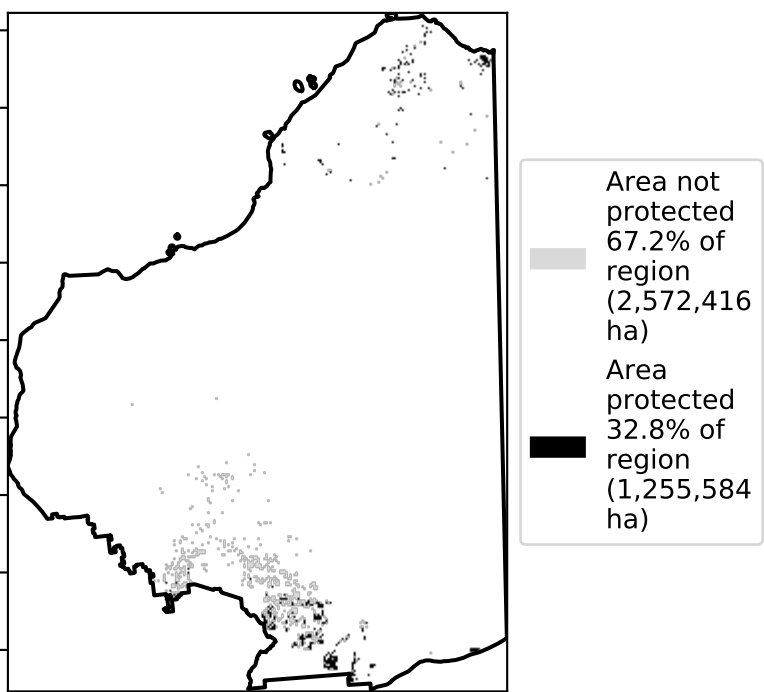 Area not
protected
67.2% of
region
(2,572,416
ha)
Area
protected
32.8% of
region
(1,255,584
ha)